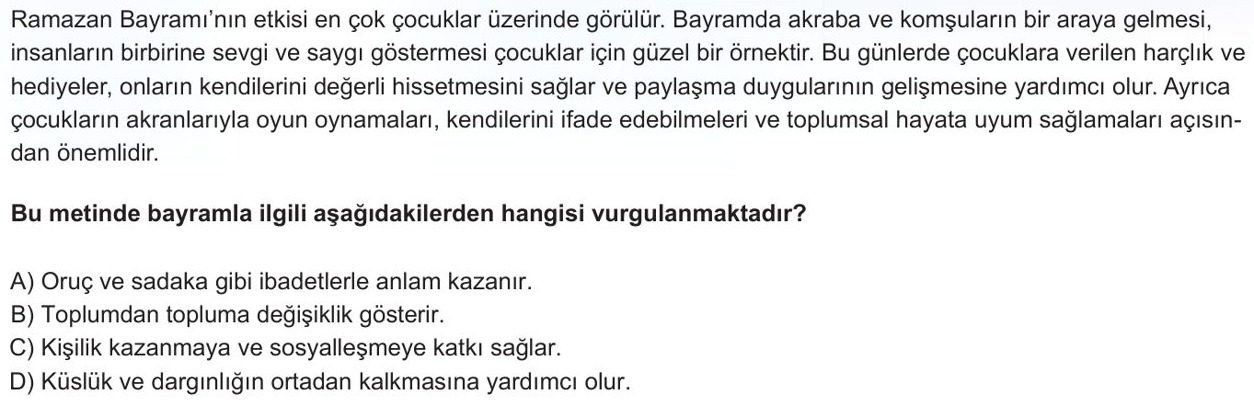 Ramazan Bayramı’nın etkisi en çok çocuklar üzerinde görülür. Bayramda akraba ve komşuların bir araya gelmesi,
insanların birbirine sevgi ve saygı göstermesi çocuklar için güzel bir örnektir. Bu günlerde çocuklara verilen harçlık ve
hediyeler, onların kendilerini değerli hissetmesini sağlar ve paylaşma duygularının gelişmesine yardımcı olur. Ayrıca
çocukların akranlarıyla oyun oynamaları, kendilerini ifade edebilmeleri ve toplumsal hayata uyum sağlamaları açısın-
dan önemlidir.
Bu metinde bayramla ilgili aşağıdakilerden hangisi vurgulanmaktadır?
A) Oruç ve sadaka gibi ibadetlerle anlam kazanır.
B) Toplumdan topluma değişiklik gösterir.
C) Kişilik kazanmaya ve sosyalleşmeye katkı sağlar.
D) Küslük ve dargınlığın ortadan kalkmasına yardımcı olur.